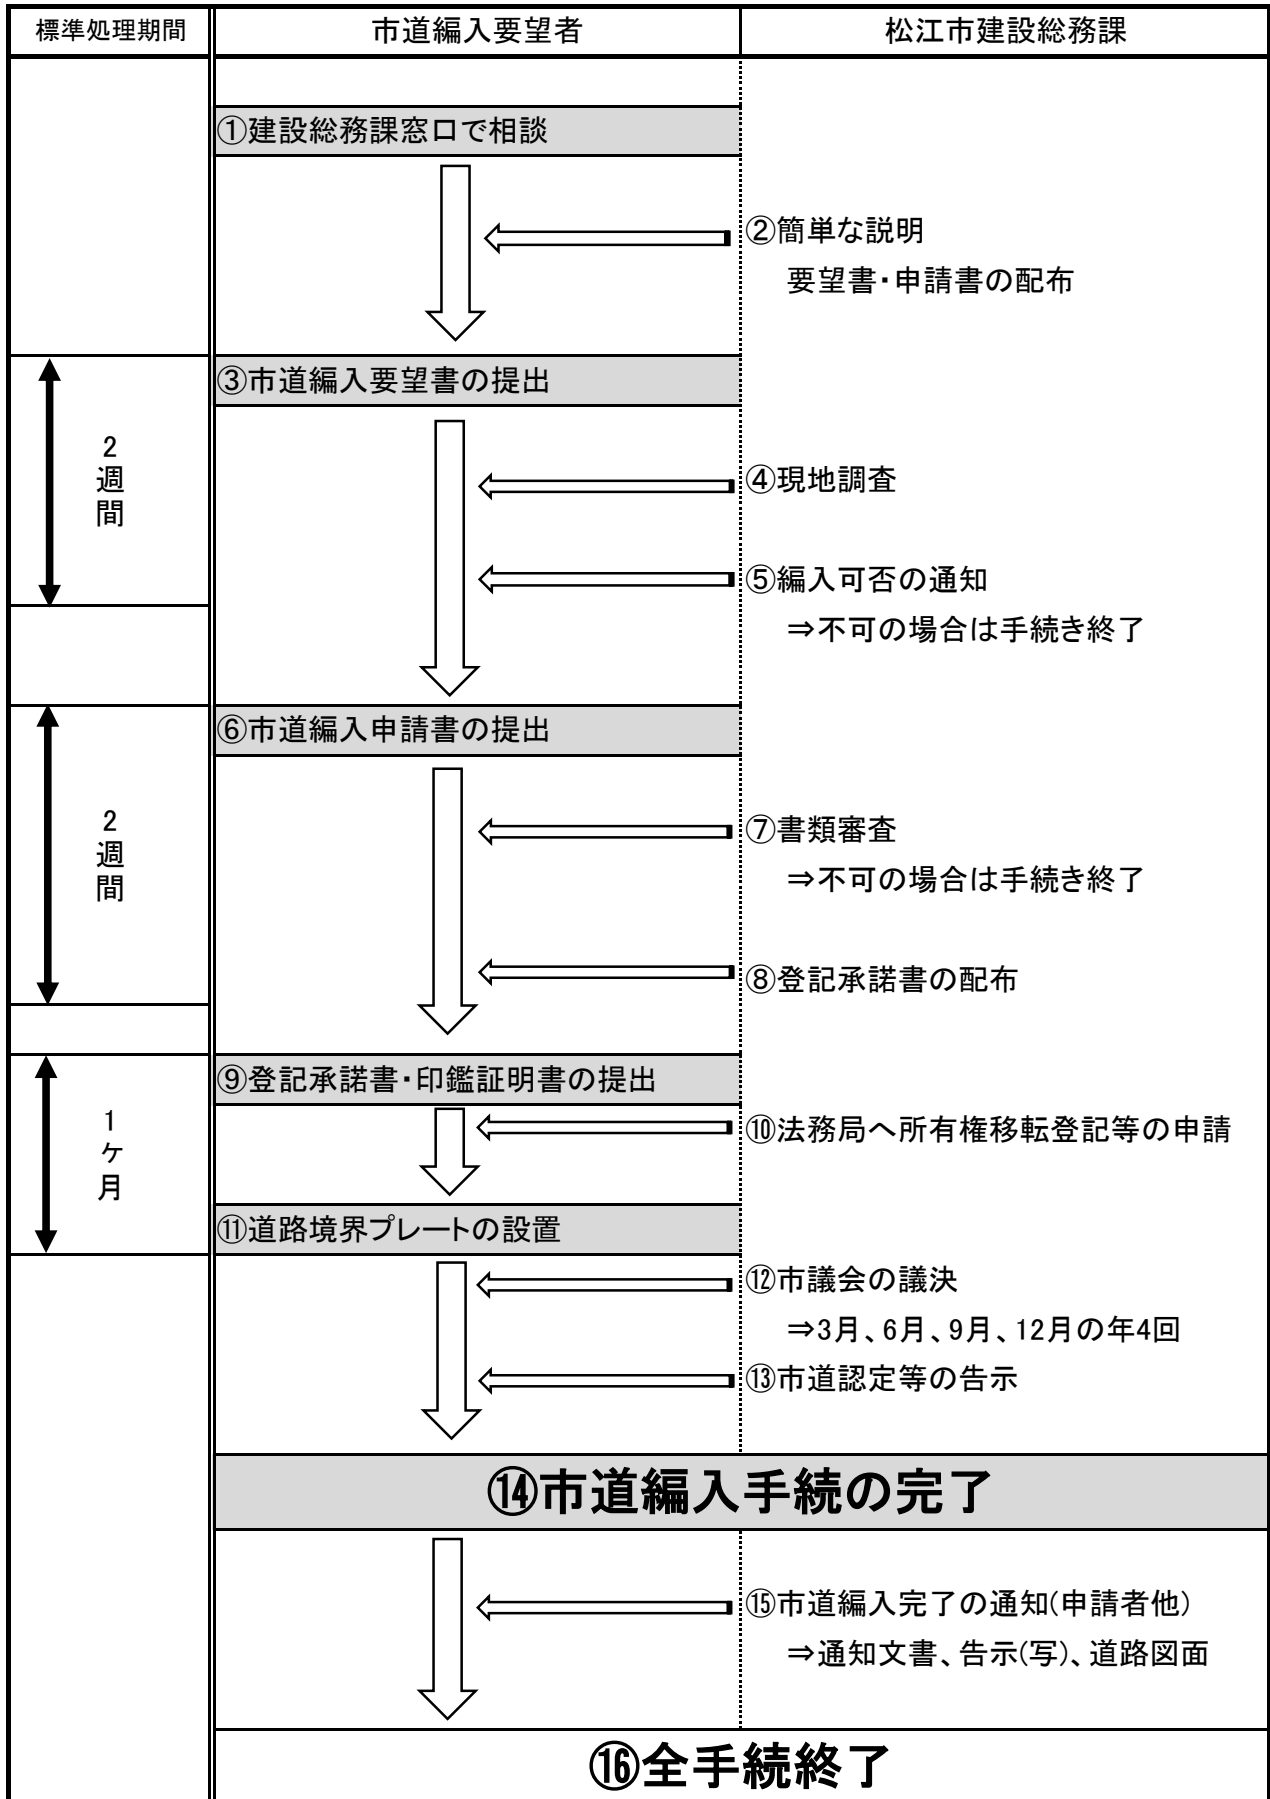 標準処理期間
市道編入要望者
松江市建設総務課
①建設総務課窓口で相談
②簡単な説明
要望書・申請書の配布
③市道編入要望書の提出
2週間
④現地調査
⑤編入可否の通知
⇒不可の場合は手続き終了
⑥市道編入申請書の提出
2週間
⑦書類審査
⇒不可の場合は手続き終了
⑧登記承諾書の配布
⑨登記承諾書・印鑑証明書の提出
1ヶ月
⑩法務局へ所有権移転登記等の申請
⑪道路境界プレートの設置
⑫市議会の議決
⇒3月、6月、9月、12月の年4回
⑬市道認定等の告示
⑭市道編入手続の完了
⑮市道編入完了の通知(申請者他)
⇒通知文書、告示(写)、道路図面
⑯全手続終了